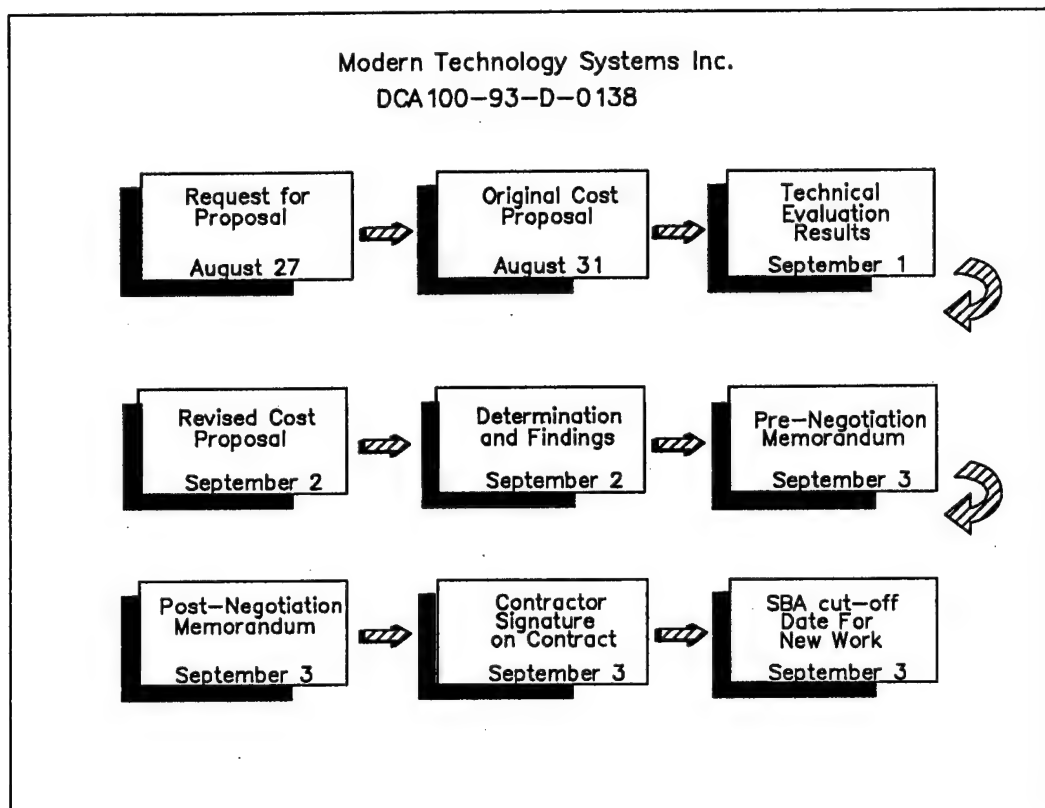 Modern Technology Systems Inc.
DCA100-93-D-0138
Request for
Proposal
August 27
Original Cost
Proposal
August 31
Technical
Evaluation
Results
September 1
Revised Cost
Proposal
September 2
Determination
and Findings
September 2
Pre-Negotiation
Memorandum
September 3
Post-Negotiation
Memorandum
September 3
Contractor
Signature
on Contract
September 3
SBA cut-off
Date For
New Work
September 3